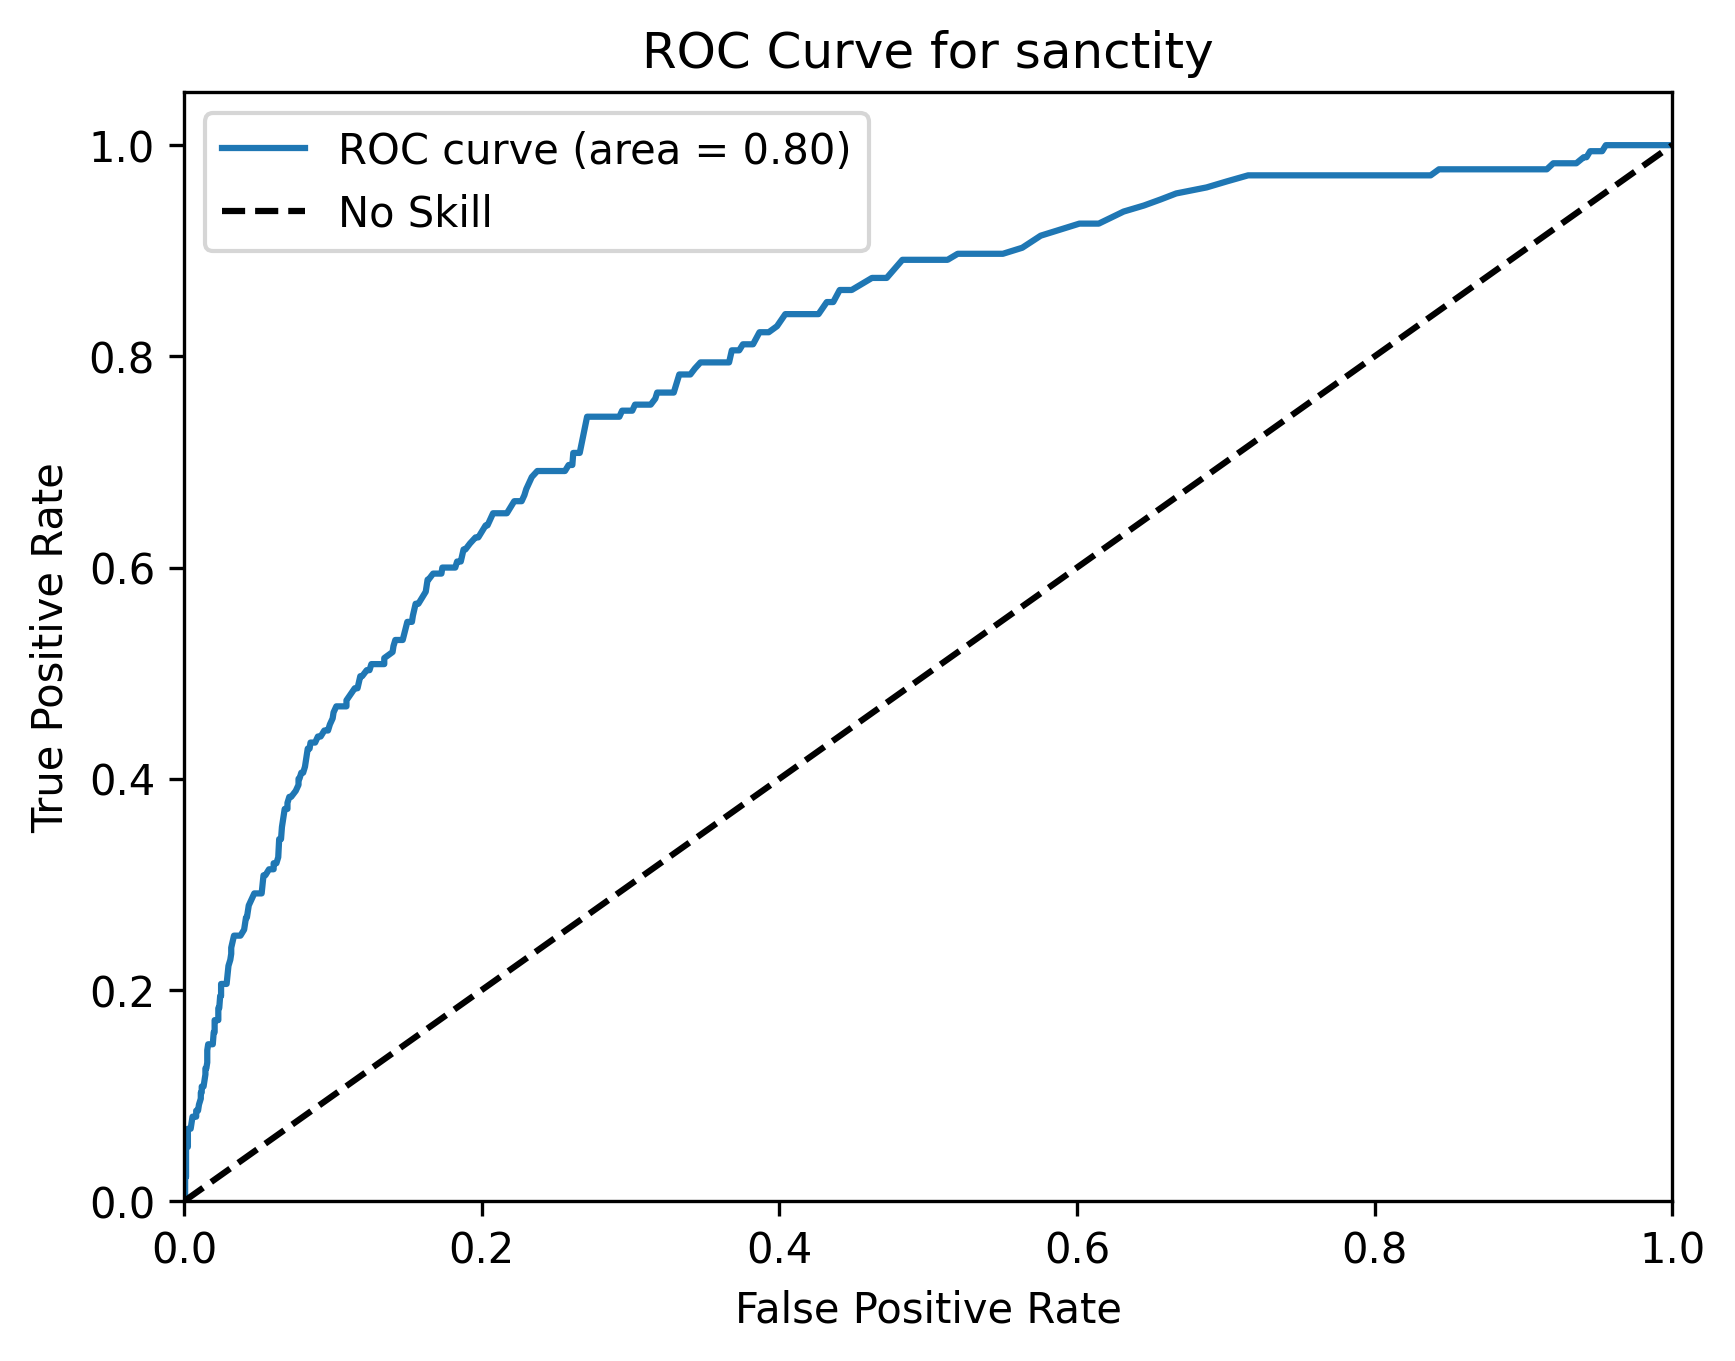 ROC Curve for sanctity
ROC curve (area = 0.80)
No Skill
True Positive Rate
1.0
0.8
0.6
0.4
0.2
0.0
0.0 0.2 0.4 0.6 0.8 1.0
False Positive Rate